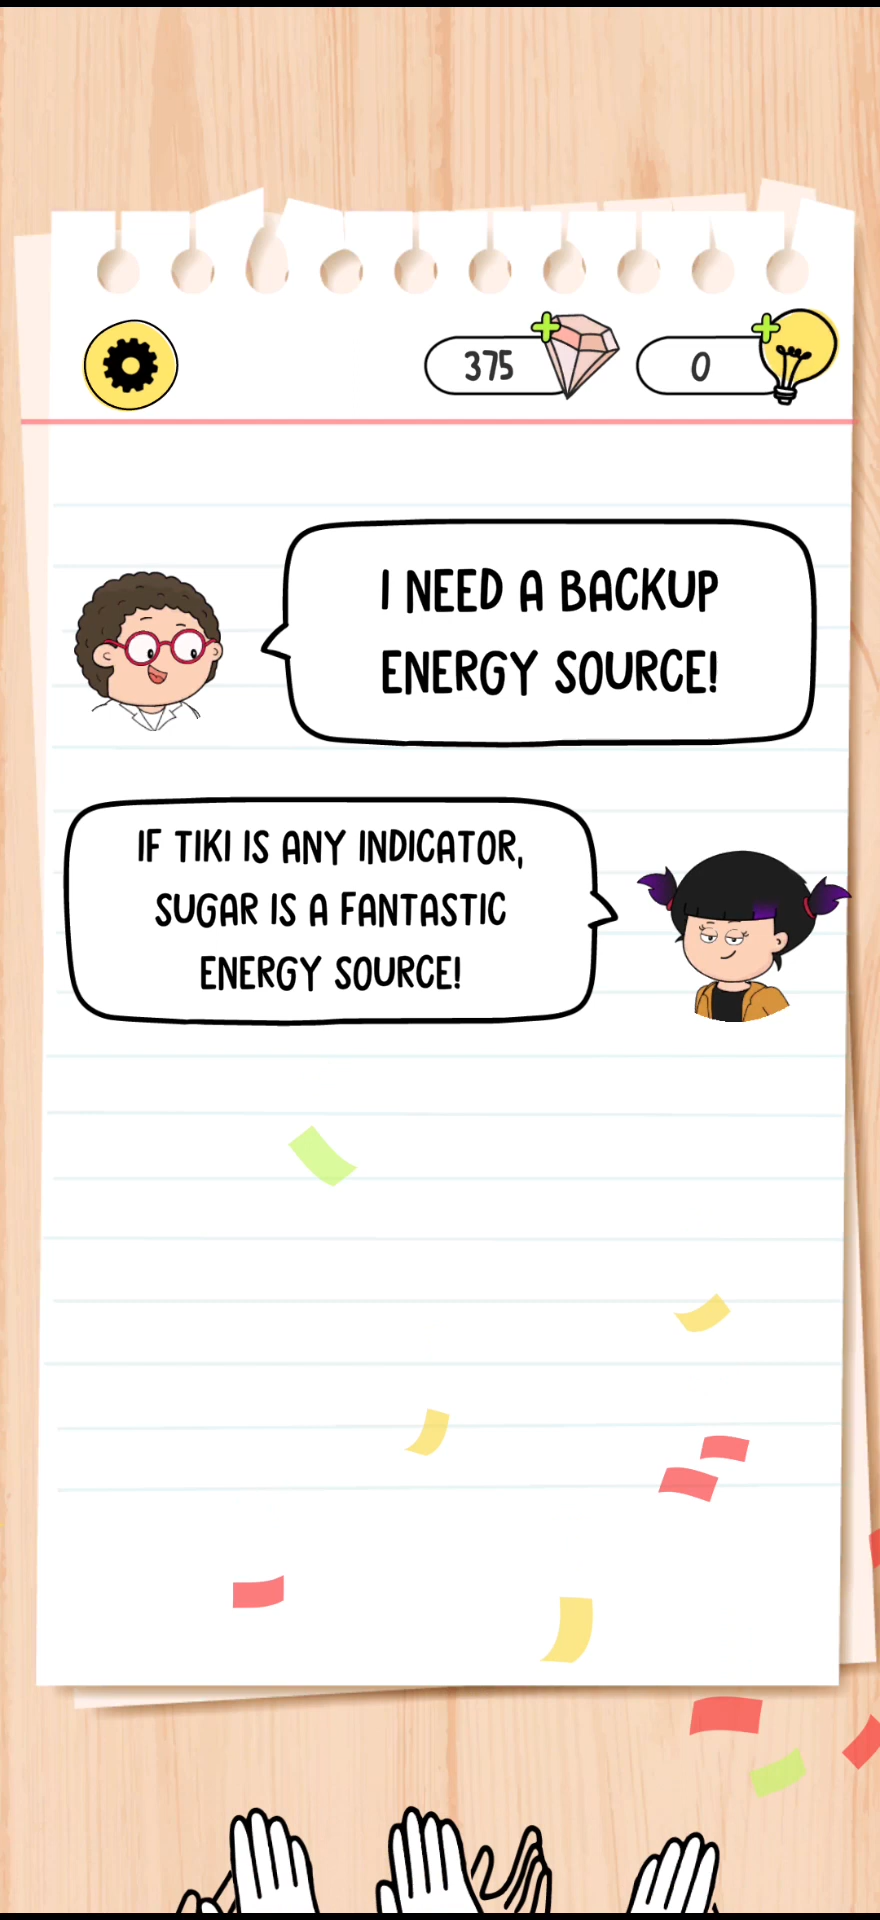 375
0
I NEED A BACKUP
ENERGY SOURCE!
IF TIKI IS ANY INDICATOR,
SUGAR IS A FANTASTIC
ENERGY SOURCE!